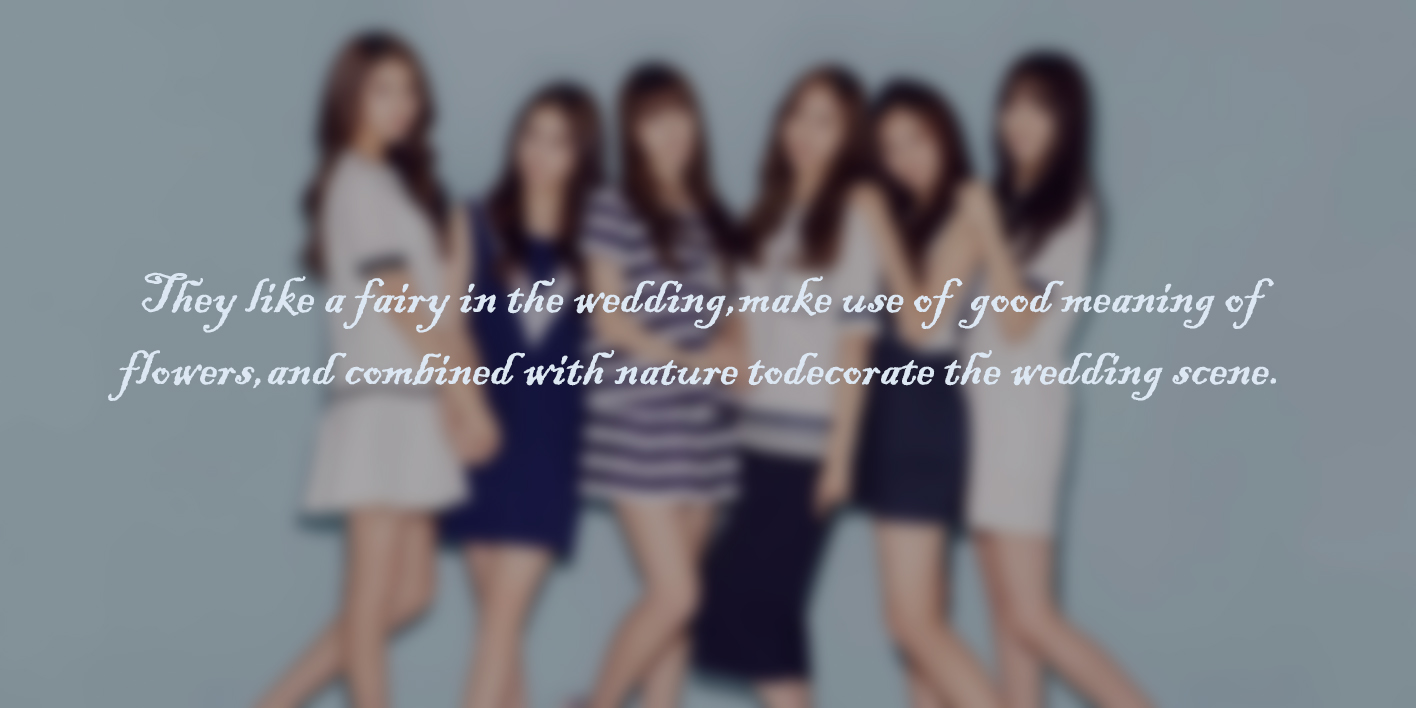 They like a fairy in the wedding,make use of good meaning of
flowers,and combined with nature todecorate the wedding scene.